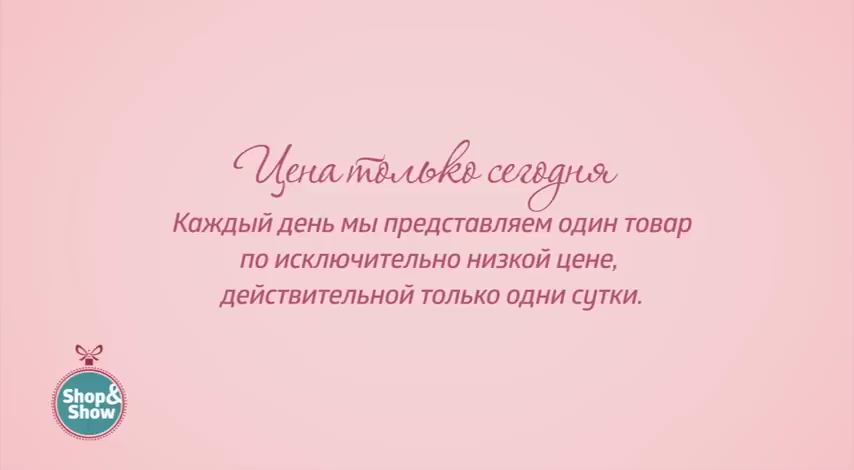 Цена только сегодня
Каждый день мы представляем один товар
по исключительно низкой цене,
действительной только одни сутки.
Shop&
Show